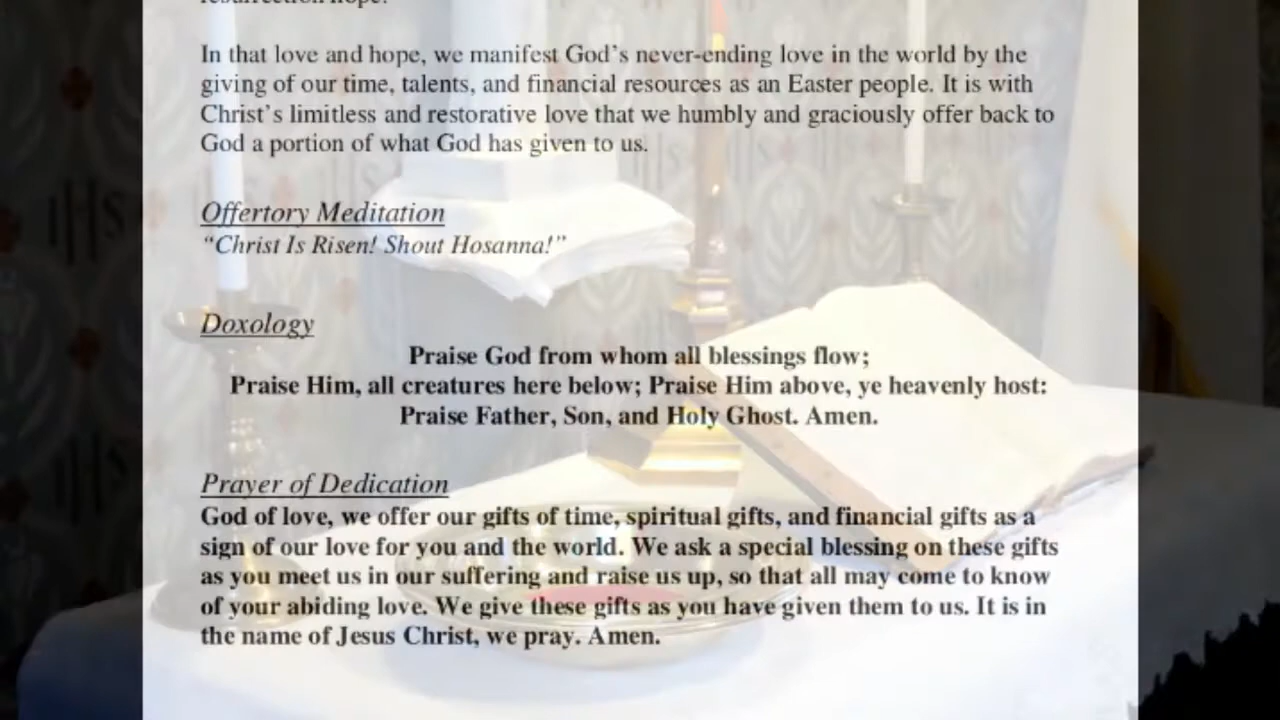 resurrection hope.
In that love and hope, we manifest God’s never-ending love in the world by the
giving of our time, talents, and financial resources as an Easter people. It is with
Christ’s limitless and restorative love that we humbly and graciously offer back to
God a portion of what God has given to us.
Offertory Meditation
“Christ Is Risen! Shout Hosanna!”
Doxology
Praise God from whom all blessings flow;
Praise Him, all creatures here below; Praise Him above, ye heavenly host:
Praise Father, Son, and Holy Ghost. Amen.
Prayer of Dedication
God of love, we offer our gifts of time, spiritual gifts, and financial gifts as a
sign of our love for you and the world. We ask a special blessing on these gifts
as you meet us in our suffering and raise us up, so that all may come to know
of your abiding love. We give these gifts as you have given them to us. It is in
the name of Jesus Christ, we pray. Amen.
IHS
IHS